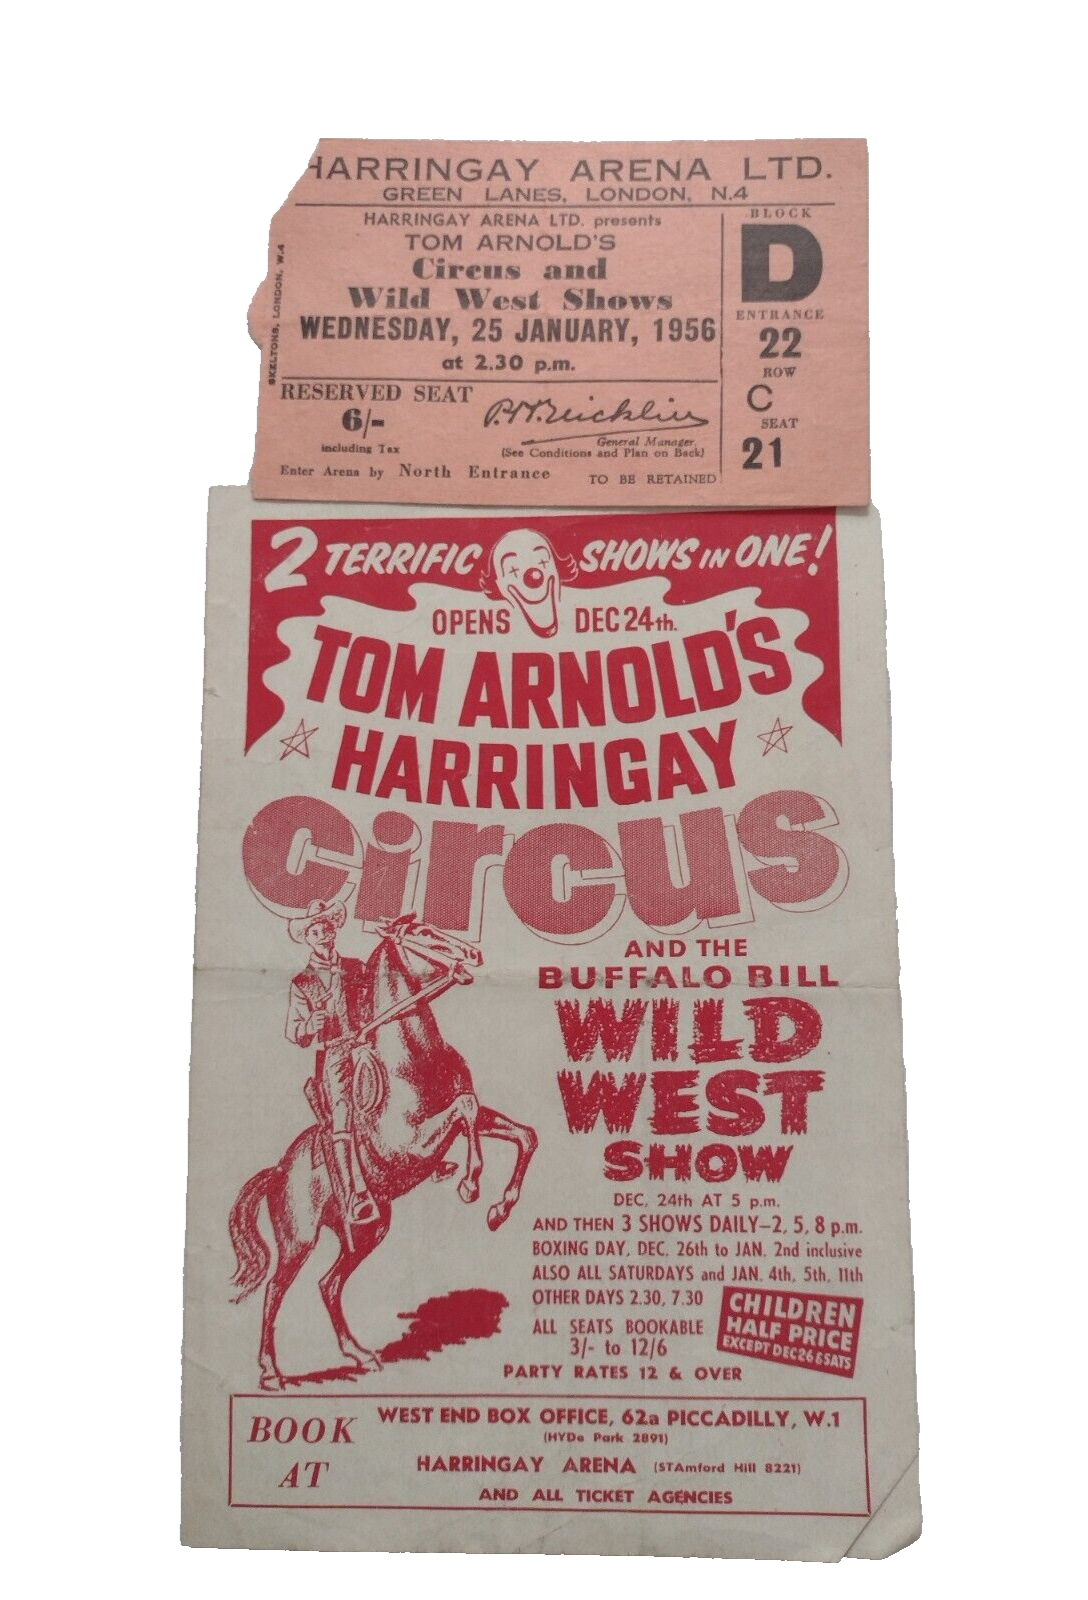 HARRINGAY ARENA LTD.
GREEN LANES, LONDON, N.4
HARRINGAY ARENA LTD. presents
TOM ARNOLD'S
Circus and
Wild West Shows
WEDNESDAY, 25 JANUARY, 1956
at 2.30 p.m.
RESERVED SEAT
6/-
including Tax
General Manager.
(See Conditions and Plan on Back)
Enter Arena by North Entrance
TO BE RETAINED
SKELTONS, LONDON, W.4
BLOCK
D
ENTRANCE
22
ROW
C
SEAT
21
2 TERRIFIC SHOWS IN ONE!
OPENS DEC 24th.
TOM ARNOLD'S
HARRINGAY
Circus
AND THE
BUFFALO BILL
WILD
WEST
SHOW
DEC, 24th AT 5 p.m.
AND THEN 3 SHOWS DAILY–2, 5, 8 p.m.
BOXING DAY, DEC. 26th to JAN. 2nd inclusive
ALSO ALL SATURDAYS and JAN. 4th, 5th, 11th
OTHER DAYS 2.30, 7.30
ALL SEATS BOOKABLE
3/- to 12/6
PARTY RATES 12 & OVER
CHILDREN
HALF PRICE
EXCEPT DEC 26 & SATS
BOOK
AT
WEST END BOX OFFICE, 62a PICCADILLY, W.1
(HYDe Park 2891)
HARRINGAY ARENA (STAmford Hill 8221)
AND ALL TICKET AGENCIES